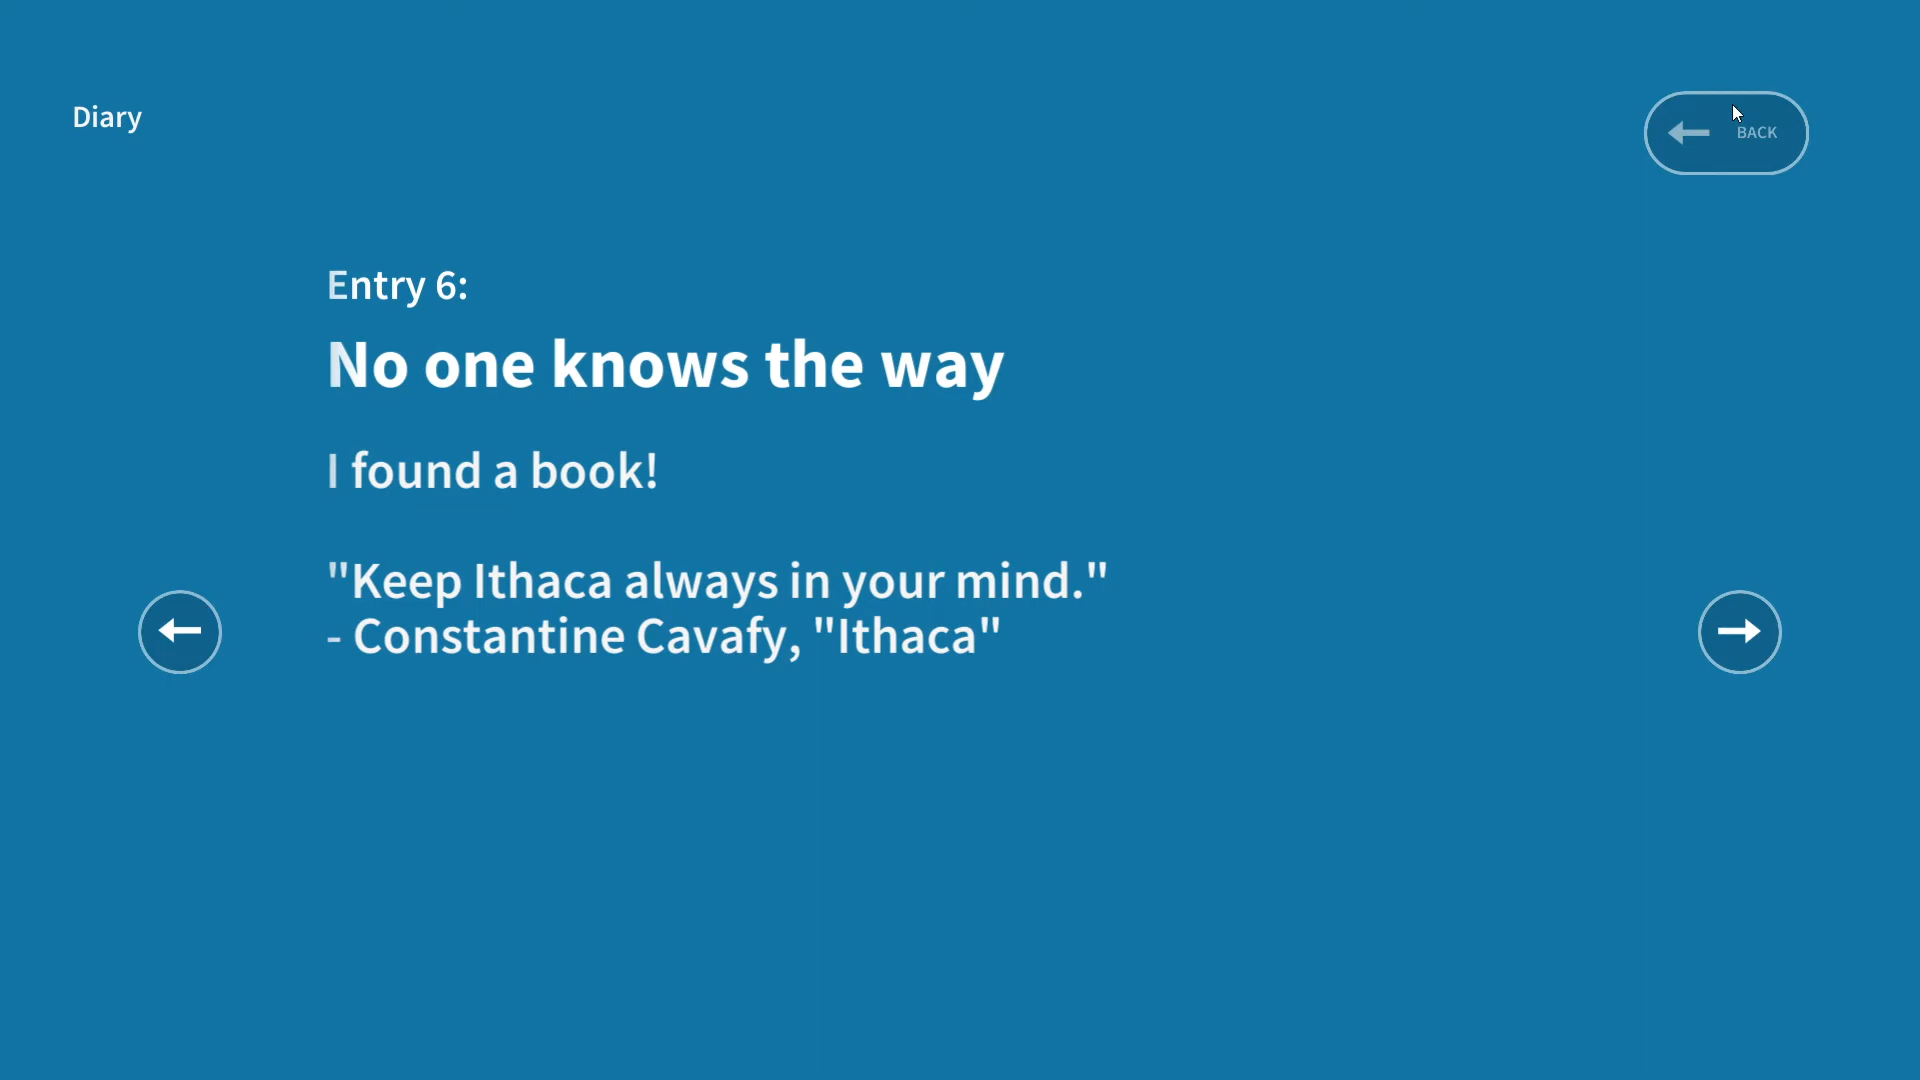 Diary
BACK
Entry 6:
No one knows the way
I found a book!
"Keep Ithaca always in your mind."
- Constantine Cavafy, "Ithaca"